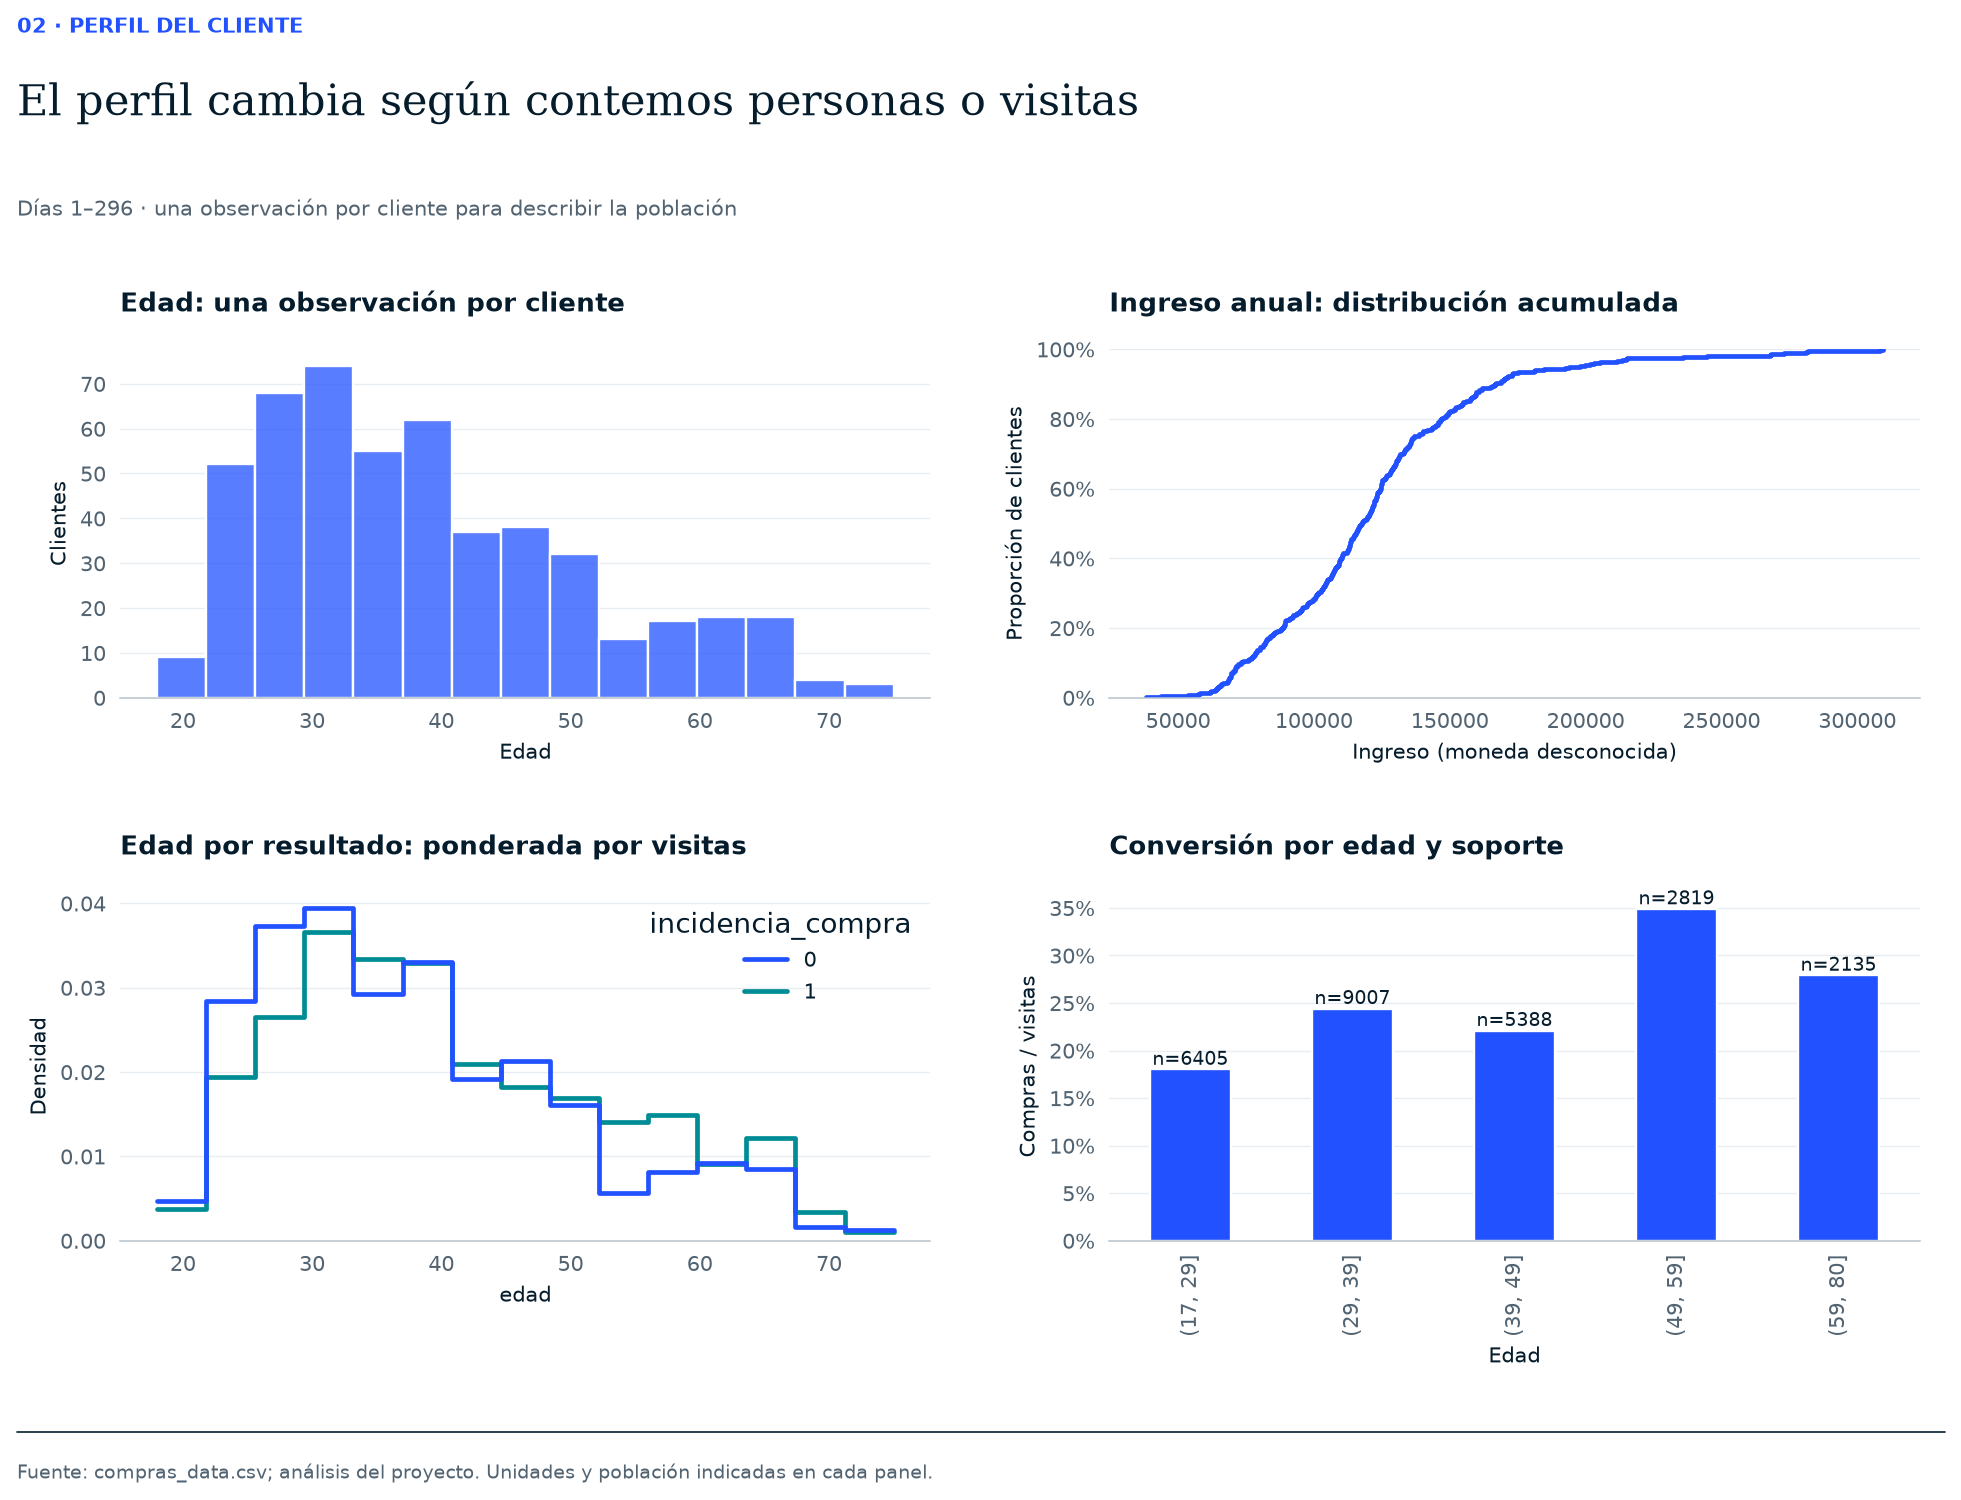 02 · PERFIL DEL CLIENTE
El perfil cambia según contemos personas o visitas
Días 1–296 · una observación por cliente para describir la población
Edad: una observación por cliente
Clientes
70
60
50
40
30
20
10
0
20 30 40 50 60 70
Edad
Ingreso anual: distribución acumulada
Proporción de clientes
100%
80%
60%
40%
20%
0%
50000 100000 150000 200000 250000 300000
Ingreso (moneda desconocida)
Edad por resultado: ponderada por visitas
Densidad
0.04
0.03
0.02
0.01
0.00
incidencia_compra
0
1
20 30 40 50 60 70
edad
Conversión por edad y soporte
Compras / visitas
35%
30%
25%
20%
15%
10%
5%
0%
n=6405
n=9007
n=5388
n=2819
n=2135
(17, 29]
(29, 39]
(39, 49]
(49, 59]
(59, 80]
Edad
Fuente: compras_data.csv; análisis del proyecto. Unidades y población indicadas en cada panel.